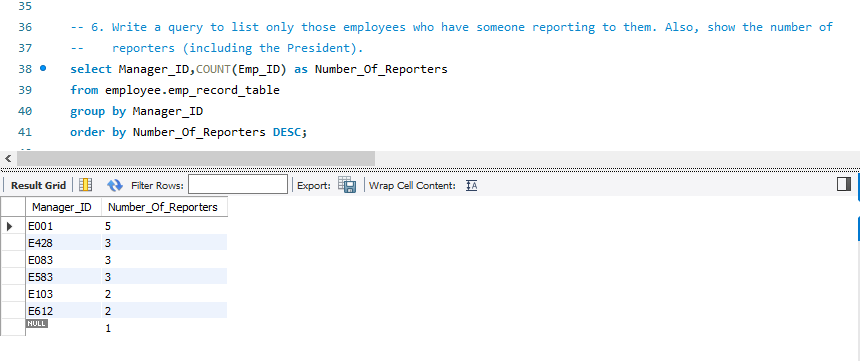 35
36 -- 6. Write a query to list only those employees who have someone reporting to them. Also, show the number of
37 -- reporters (including the President).
38 select Manager_ID,COUNT(Emp_ID) as Number_Of_Reporters
39 from employee.emp_record_table
40 group by Manager_ID
41 order by Number_Of_Reporters DESC;
Result Grid Filter Rows: Export: Wrap Cell Content:
Manager_ID Number_Of_Reporters
E001 5
E428 3
E083 3
E583 3
E103 2
E612 2
NULL 1